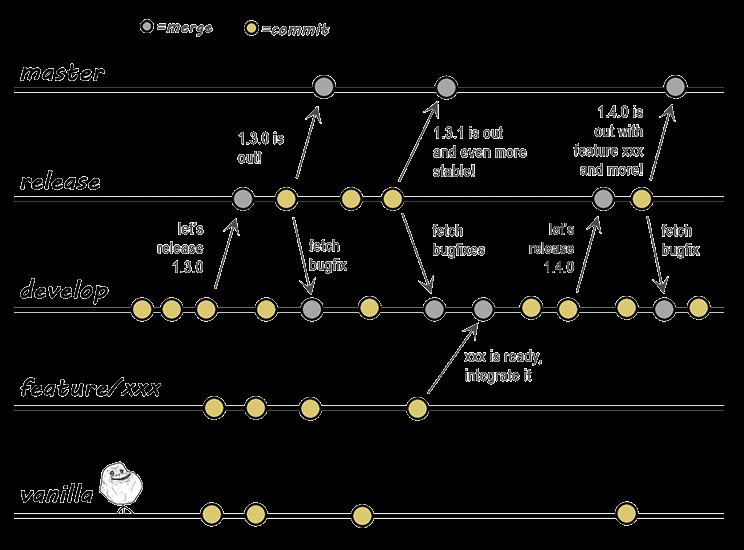 =merge
=commit
master
1.3.0 is
out!
1.3.1 is out
and even more
stable!
1.4.0 is
out with
feature xxx
and more!
release
let's
release
1.3.0
fetch
bugfix
fetch
bugfixes
let's
release
1.4.0
fetch
bugfix
develop
xxx is ready,
integrate it
feature/xxx
vanilla